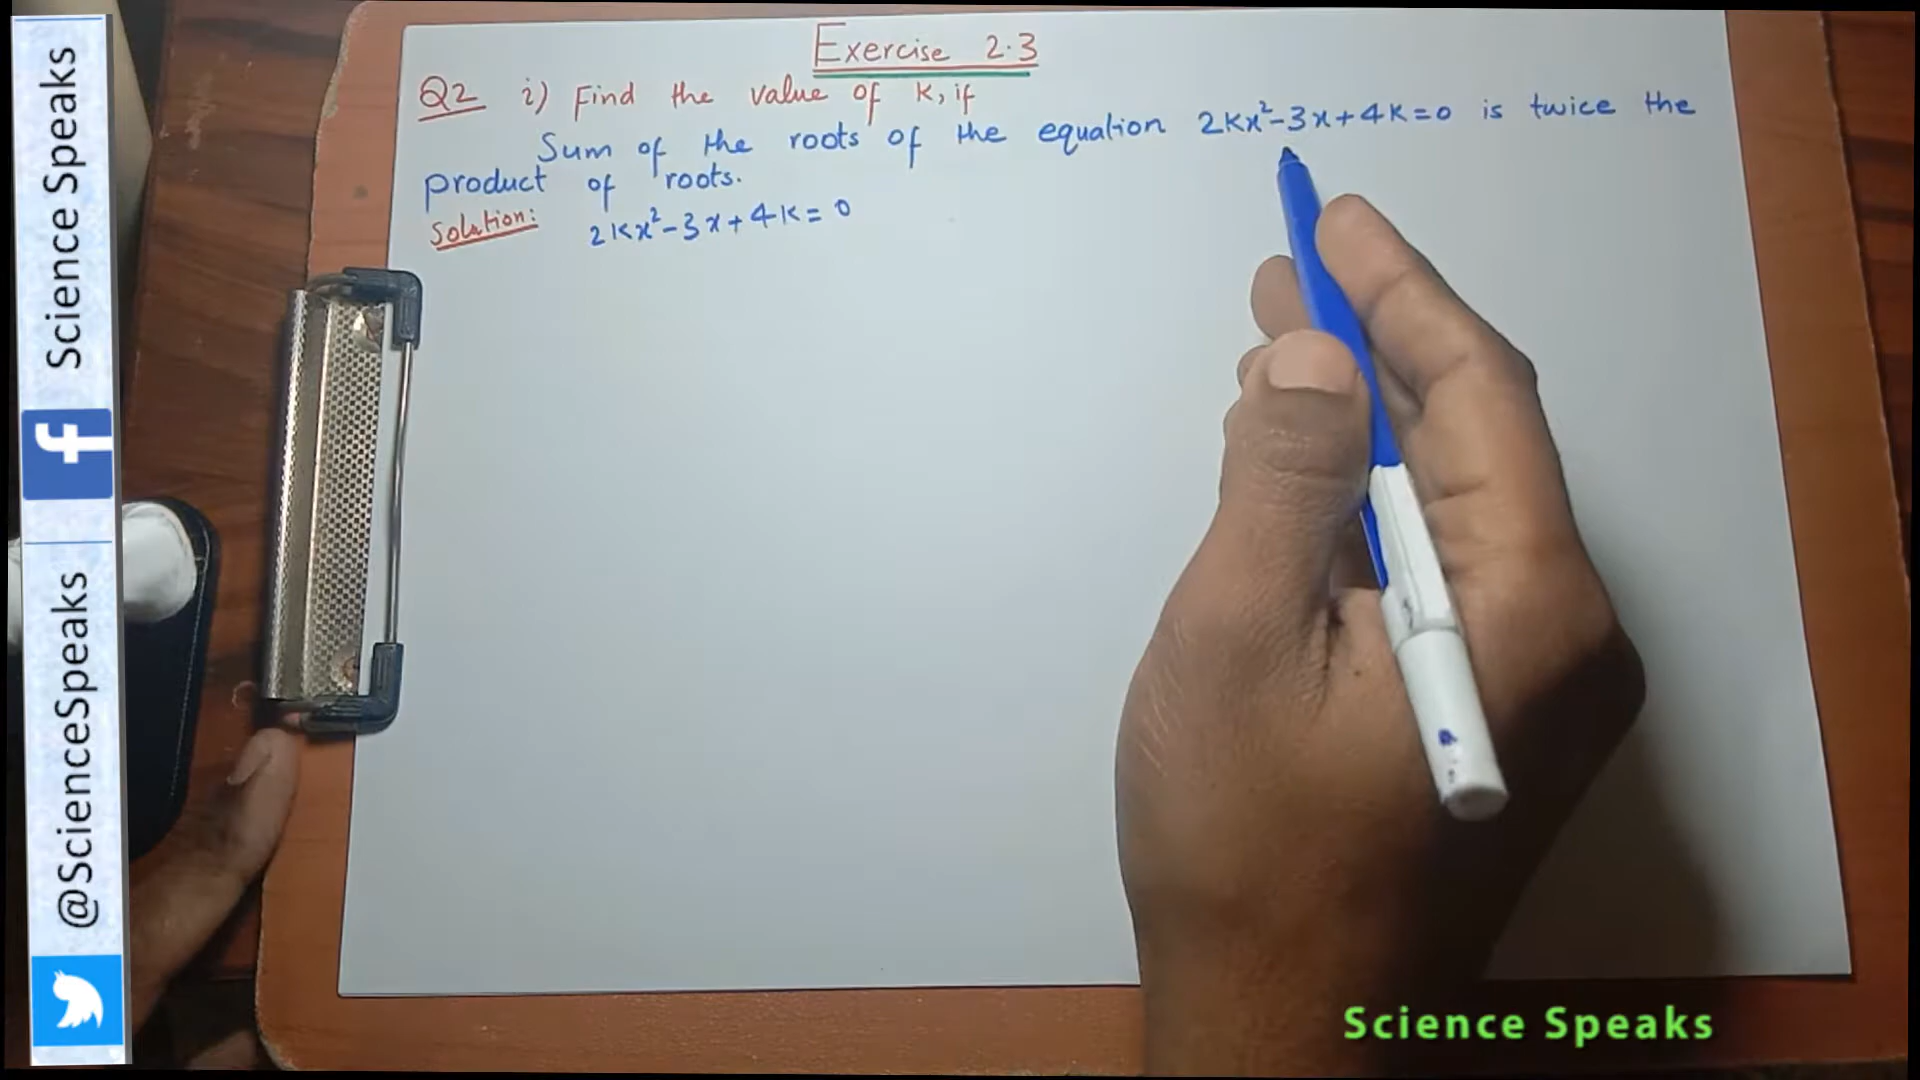 Exercise 2.3
Q2 i) Find the value of K, if
Sum of the roots of the equation 2Kx²-3x+4K=0 is twice the
product of roots.
Solution: 2Kx²-3x+4K=0
Science Speaks
@ScienceSpeaks
Science Speaks